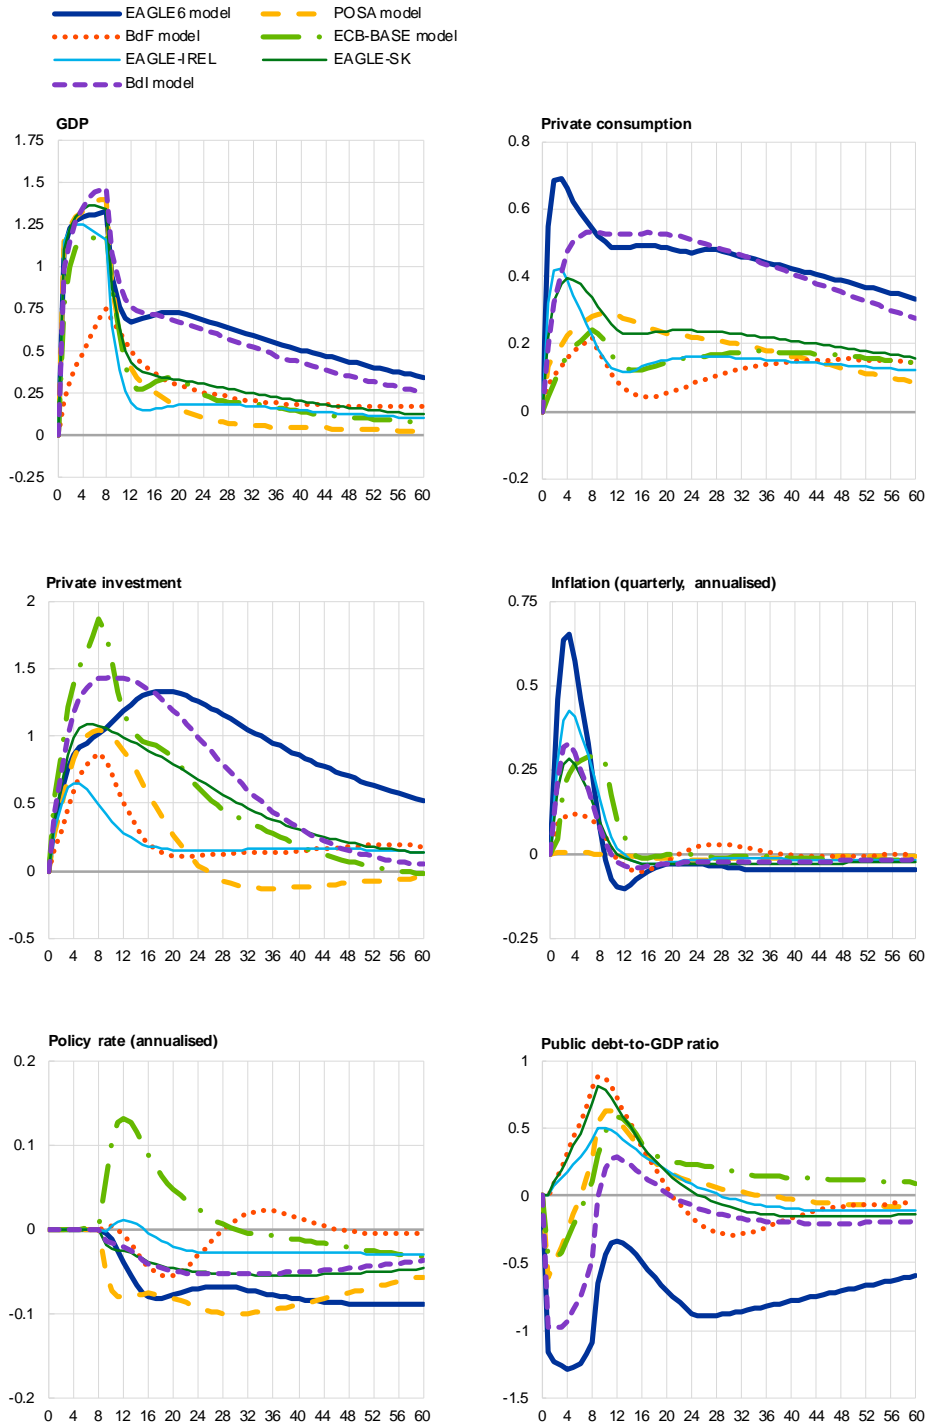 EAGLE6 model POSA model
BdF model ECB-BASE model
EAGLE-IREL EAGLE-SK
BdI model
GDP Private consumption
1.75
1.5
1.25
1
0.75
0.5
0.25
0
-0.25
0 4 8 12 16 20 24 28 32 36 40 44 48 52 56 60
0.8
0.6
0.4
0.2
0
-0.2
0 4 8 12 16 20 24 28 32 36 40 44 48 52 56 60
Private investment Inflation (quarterly, annualised)
2
1.5
1
0.5
0
-0.5
0 4 8 12 16 20 24 28 32 36 40 44 48 52 56 60
0.75
0.5
0.25
0
-0.25
0 4 8 12 16 20 24 28 32 36 40 44 48 52 56 60
Policy rate (annualised) Public debt-to-GDP ratio
0.2
0.1
0
-0.1
-0.2
0 4 8 12 16 20 24 28 32 36 40 44 48 52 56 60
1
0.5
0
-0.5
-1
-1.5
0 4 8 12 16 20 24 28 32 36 40 44 48 52 56 60